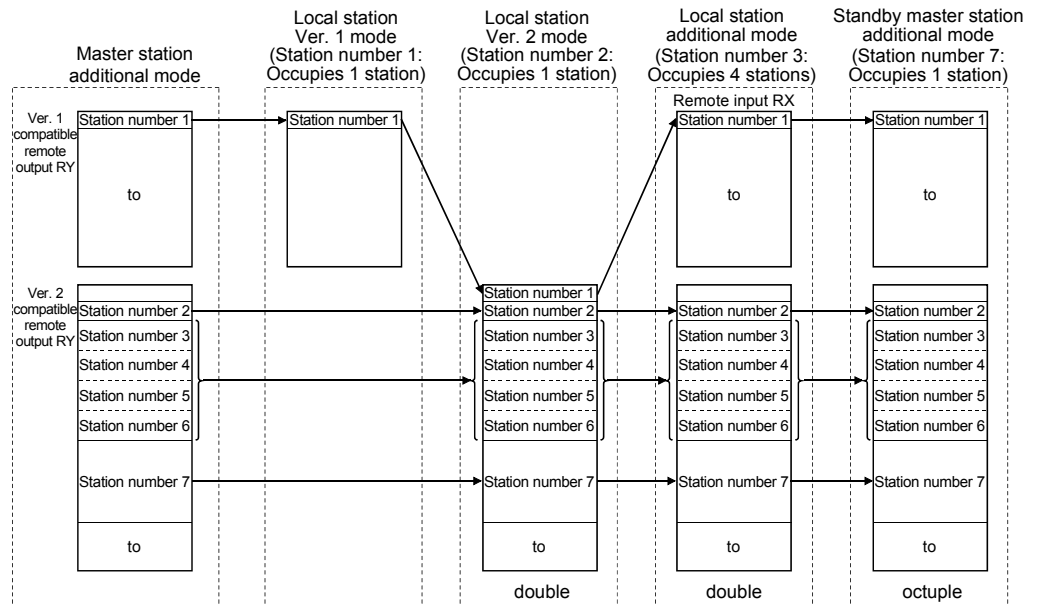 Master station
additional mode
Local station
Ver. 1 mode
(Station number 1:
Occupies 1 station)
Local station
Ver. 2 mode
(Station number 2:
Occupies 1 station)
Local station
additional mode
(Station number 3:
Occupies 4 stations)
Standby master station
additional mode
(Station number 7:
Occupies 1 station)
Ver. 1
compatible
remote
output RY
Station number 1
to
Station number 1
Remote input RX
Station number 1
to
Station number 1
to
Ver. 2
compatible
remote
output RY
Station number 2
Station number 3
Station number 4
Station number 5
Station number 6
Station number 7
to
Station number 1
Station number 2
Station number 3
Station number 4
Station number 5
Station number 6
Station number 7
to
double
Station number 2
Station number 3
Station number 4
Station number 5
Station number 6
Station number 7
to
double
Station number 2
Station number 3
Station number 4
Station number 5
Station number 6
Station number 7
to
octuple